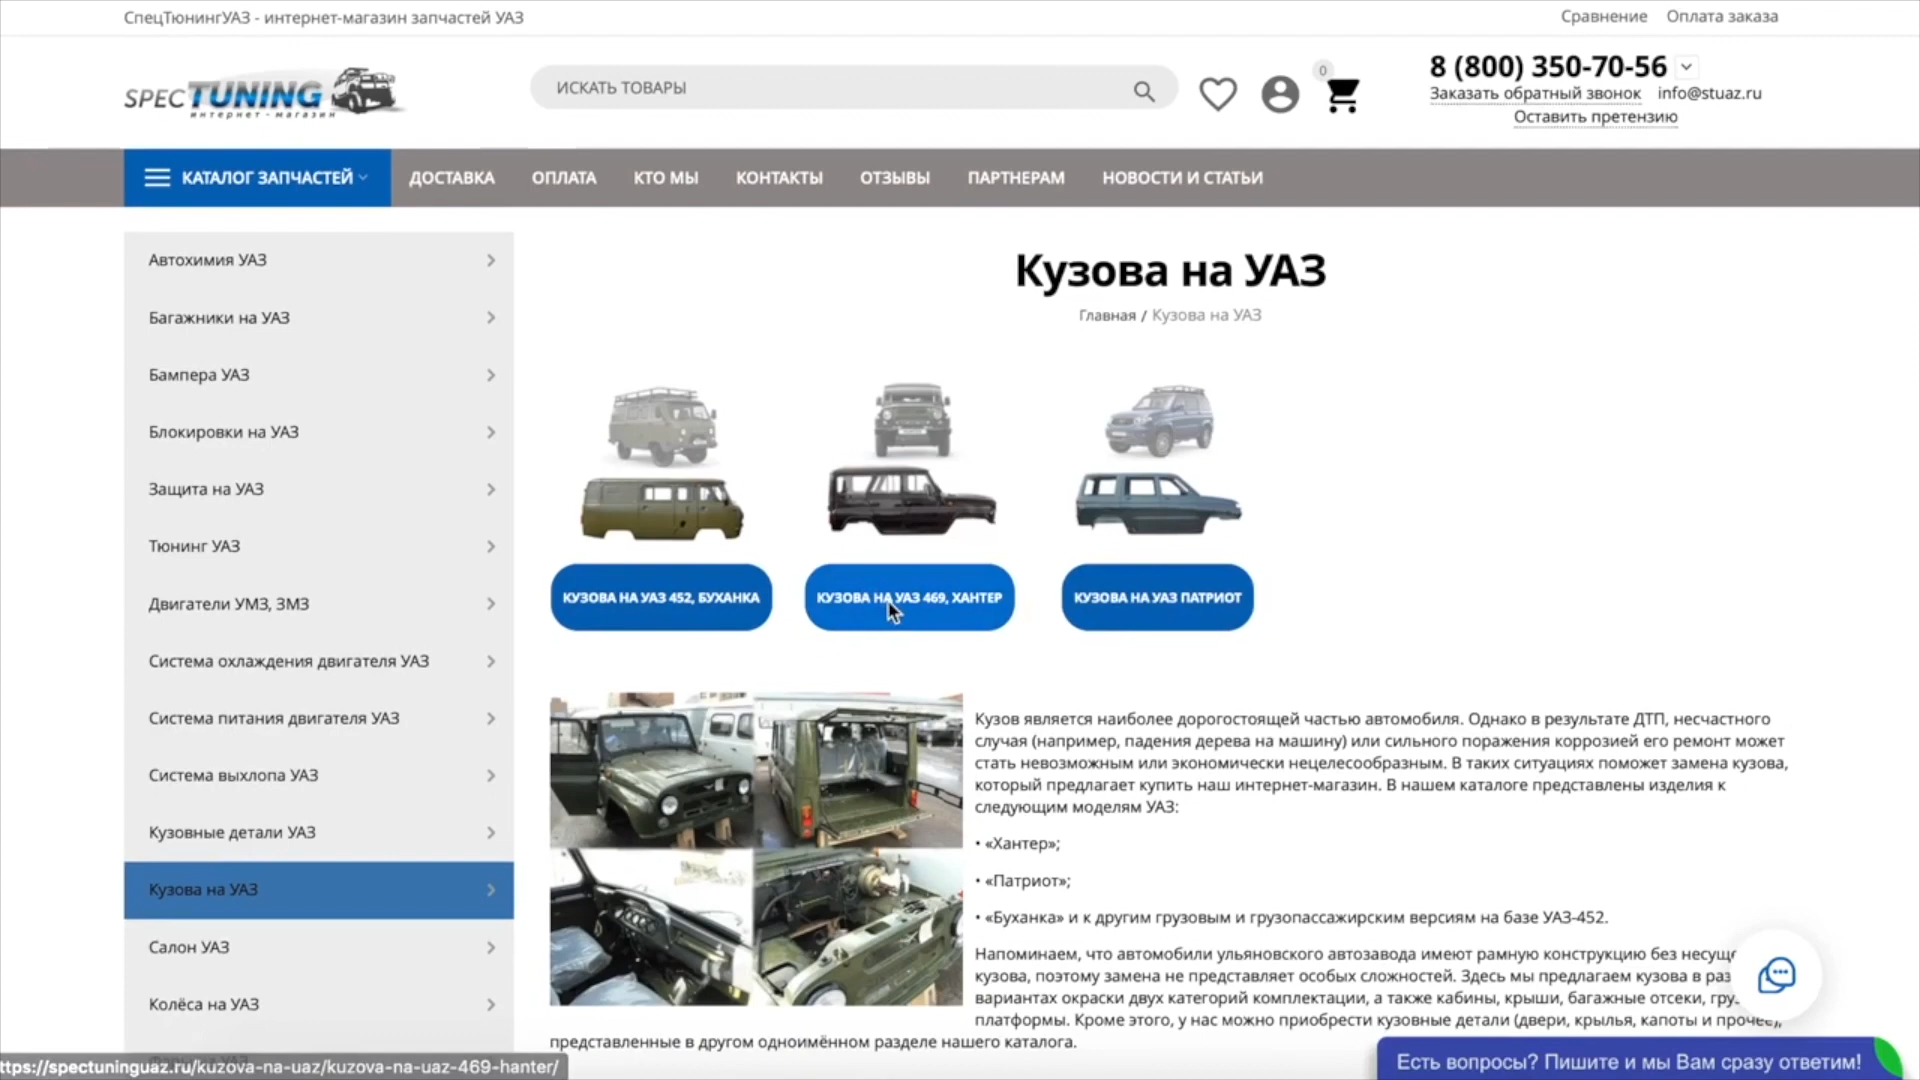 СпецТюнингУАЗ - интернет-магазин запчастей УАЗ
Сравнение
Оплата заказа
SPECTUNING
интернет-магазин
ИСКАТЬ ТОВАРЫ
0
8 (800) 350-70-56
Заказать обратный звонок
info@stuaz.ru
Оставить претензию
КАТАЛОГ ЗАПЧАСТЕЙ
ДОСТАВКА
ОПЛАТА
КТО МЫ
КОНТАКТЫ
ОТЗЫВЫ
ПАРТНЕРАМ
НОВОСТИ И СТАТЬИ
Автохимия УАЗ
Багажники на УАЗ
Бампера УАЗ
Блокировки на УАЗ
Защита на УАЗ
Тюнинг УАЗ
Двигатели УМЗ, ЗМЗ
Система охлаждения двигателя УАЗ
Система питания двигателя УАЗ
Система выхлопа УАЗ
Кузовные детали УАЗ
Кузова на УАЗ
Салон УАЗ
Колёса на УАЗ
Кузова на УАЗ
Главная / Кузова на УАЗ
КУЗОВА НА УАЗ 452, БУХАНКА
КУЗОВА НА УАЗ 469, ХАНТЕР
КУЗОВА НА УАЗ ПАТРИОТ
Кузов является наиболее дорогостоящей частью автомобиля. Однако в результате ДТП, несчастного
случая (например, падения дерева на машину) или сильного поражения коррозией его ремонт может
стать невозможным или экономически нецелесообразным. В таких ситуациях поможет замена кузова,
который предлагает купить наш интернет-магазин. В нашем каталоге представлены изделия к
следующим моделям УАЗ:
• «Хантер»;
• «Патриот»;
• «Буханка» и к другим грузовым и грузопассажирским версиям на базе УАЗ-452.
Напоминаем, что автомобили ульяновского автозавода имеют рамную конструкцию без несуще
кузова, поэтому замена не представляет особых сложностей. Здесь мы предлагаем кузова в раз
вариантах окраски двух категорий комплектации, а также кабины, крыши, багажные отсеки, гру
платформы. Кроме этого, у нас можно приобрести кузовные детали (двери, крылья, капоты и прочее),
представленные в другом одноимённом разделе нашего каталога.
ttps://spectuninguaz.ru/kuzova-na-uaz/kuzova-na-uaz-469-hanter/
Есть вопросы? Пишите и мы Вам сразу ответим!